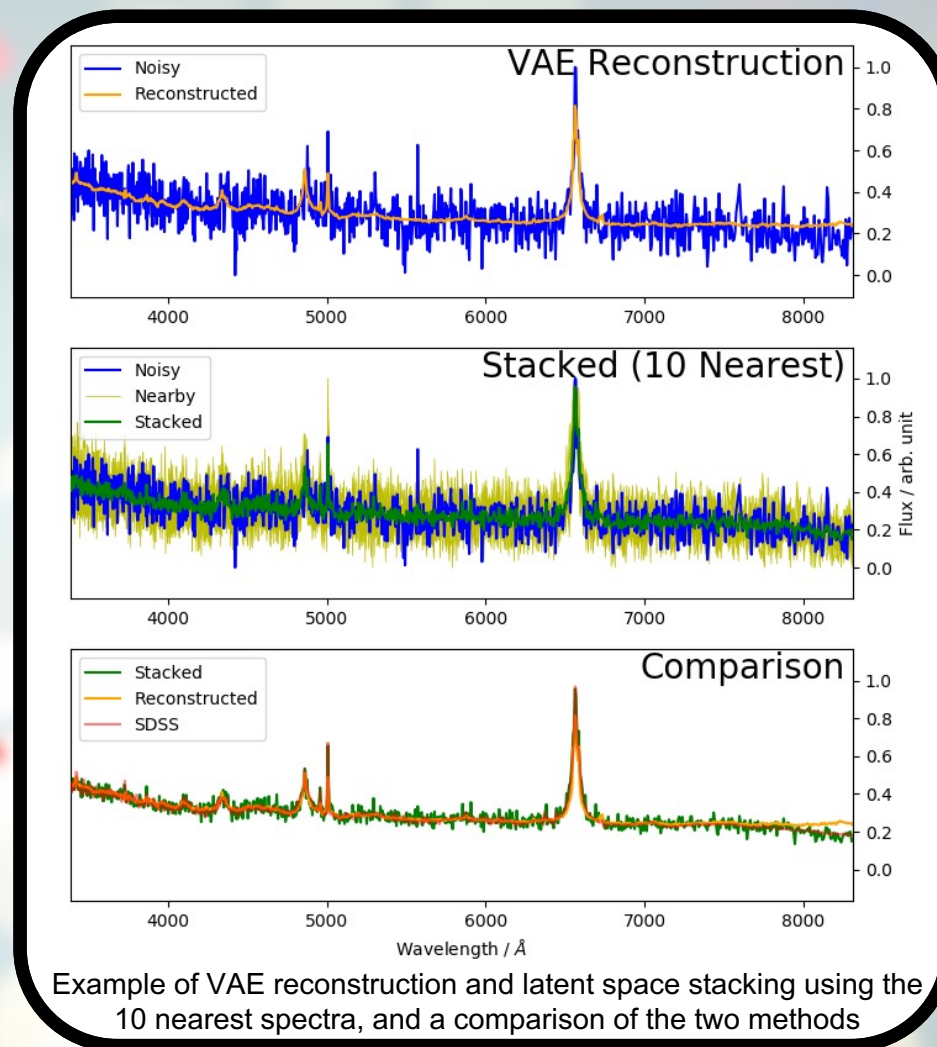 VAE Reconstruction
Noisy
Reconstructed
1.0
0.8
0.6
0.4
0.2
0.0
4000 5000 6000 7000 8000
Stacked (10 Nearest)
Noisy
Nearby
Stacked
1.0
0.8
0.6
0.4
0.2
0.0
Flux / arb. unit
4000 5000 6000 7000 8000
Comparison
Stacked
Reconstructed
SDSS
1.0
0.8
0.6
0.4
0.2
0.0
4000 5000 6000 7000 8000
Wavelength / Å
Example of VAE reconstruction and latent space stacking using the
10 nearest spectra, and a comparison of the two methods